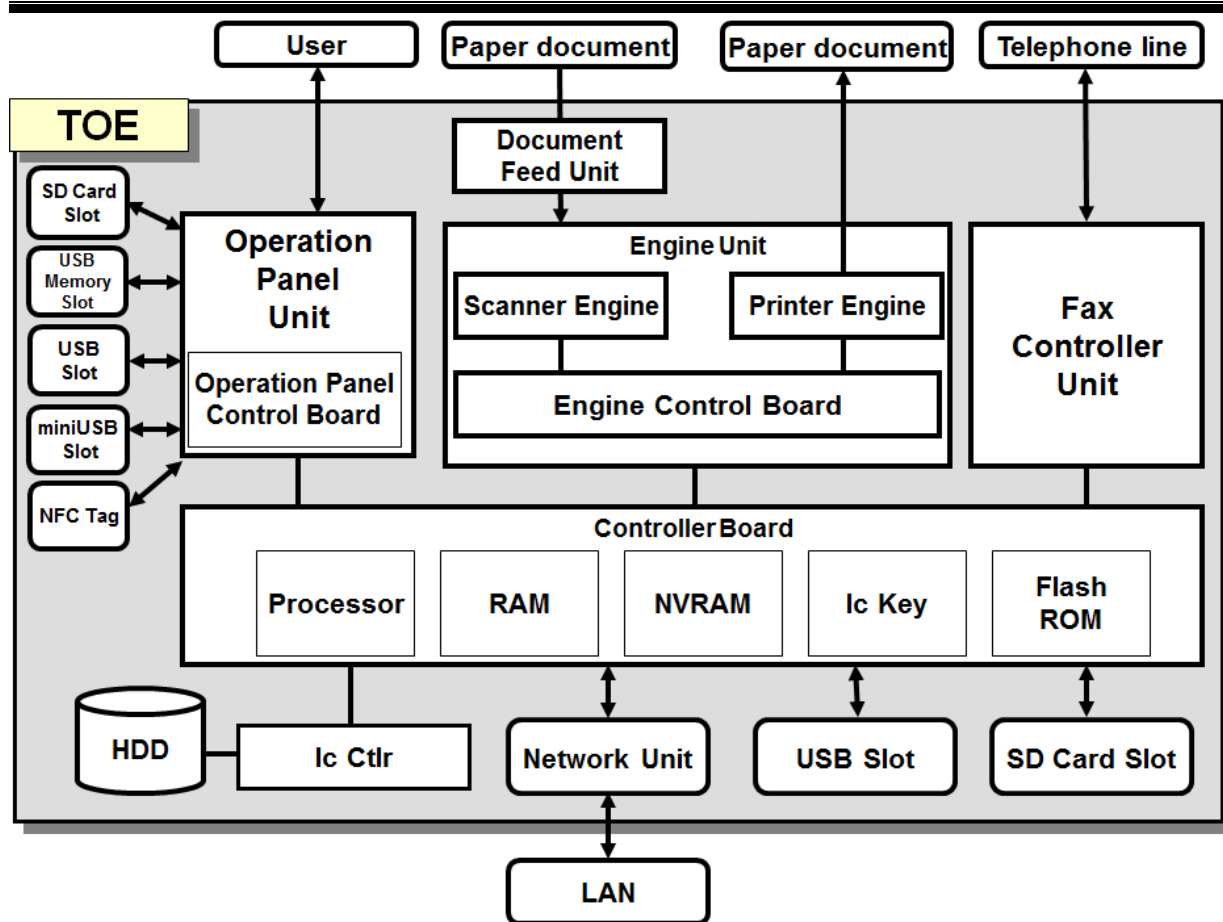 User
Paper document
Paper document
Telephone line
TOE
Document
Feed Unit
SD Card
Slot
USB
Memory
Slot
USB
Slot
miniUSB
Slot
NFC Tag
Operation
Panel
Unit
Operation Panel
Control Board
Engine Unit
Scanner Engine
Printer Engine
Engine Control Board
Fax
Controller
Unit
Controller Board
Processor
RAM
NVRAM
Ic Key
Flash
ROM
HDD
Ic Ctlr
Network Unit
USB Slot
SD Card Slot
LAN